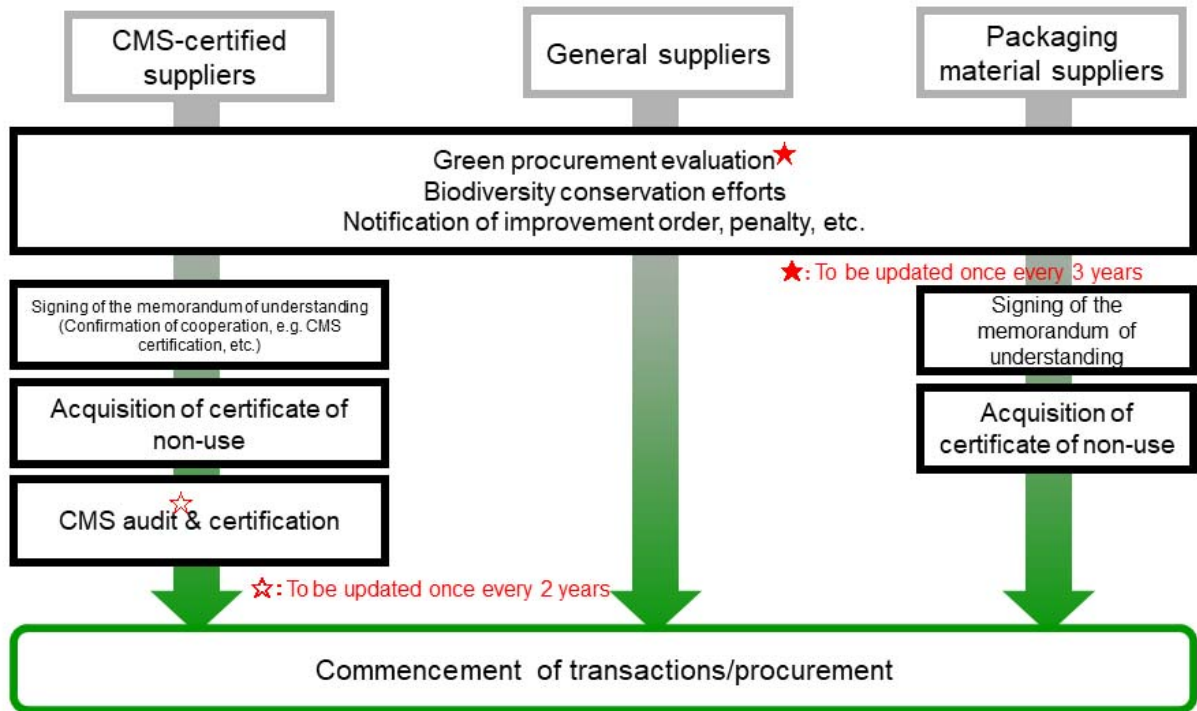 CMS-certified
suppliers
General suppliers
Packaging
material suppliers
Green procurement evaluation★
Biodiversity conservation efforts
Notification of improvement order, penalty, etc.
★: To be updated once every 3 years
Signing of the memorandum of understanding
(Confirmation of cooperation, e.g. CMS
certification, etc.)
Signing of the
memorandum of
understanding
Acquisition of certificate of
non-use
Acquisition of
certificate of non-use
CMS audit☆ & certification
☆: To be updated once every 2 years
Commencement of transactions/procurement